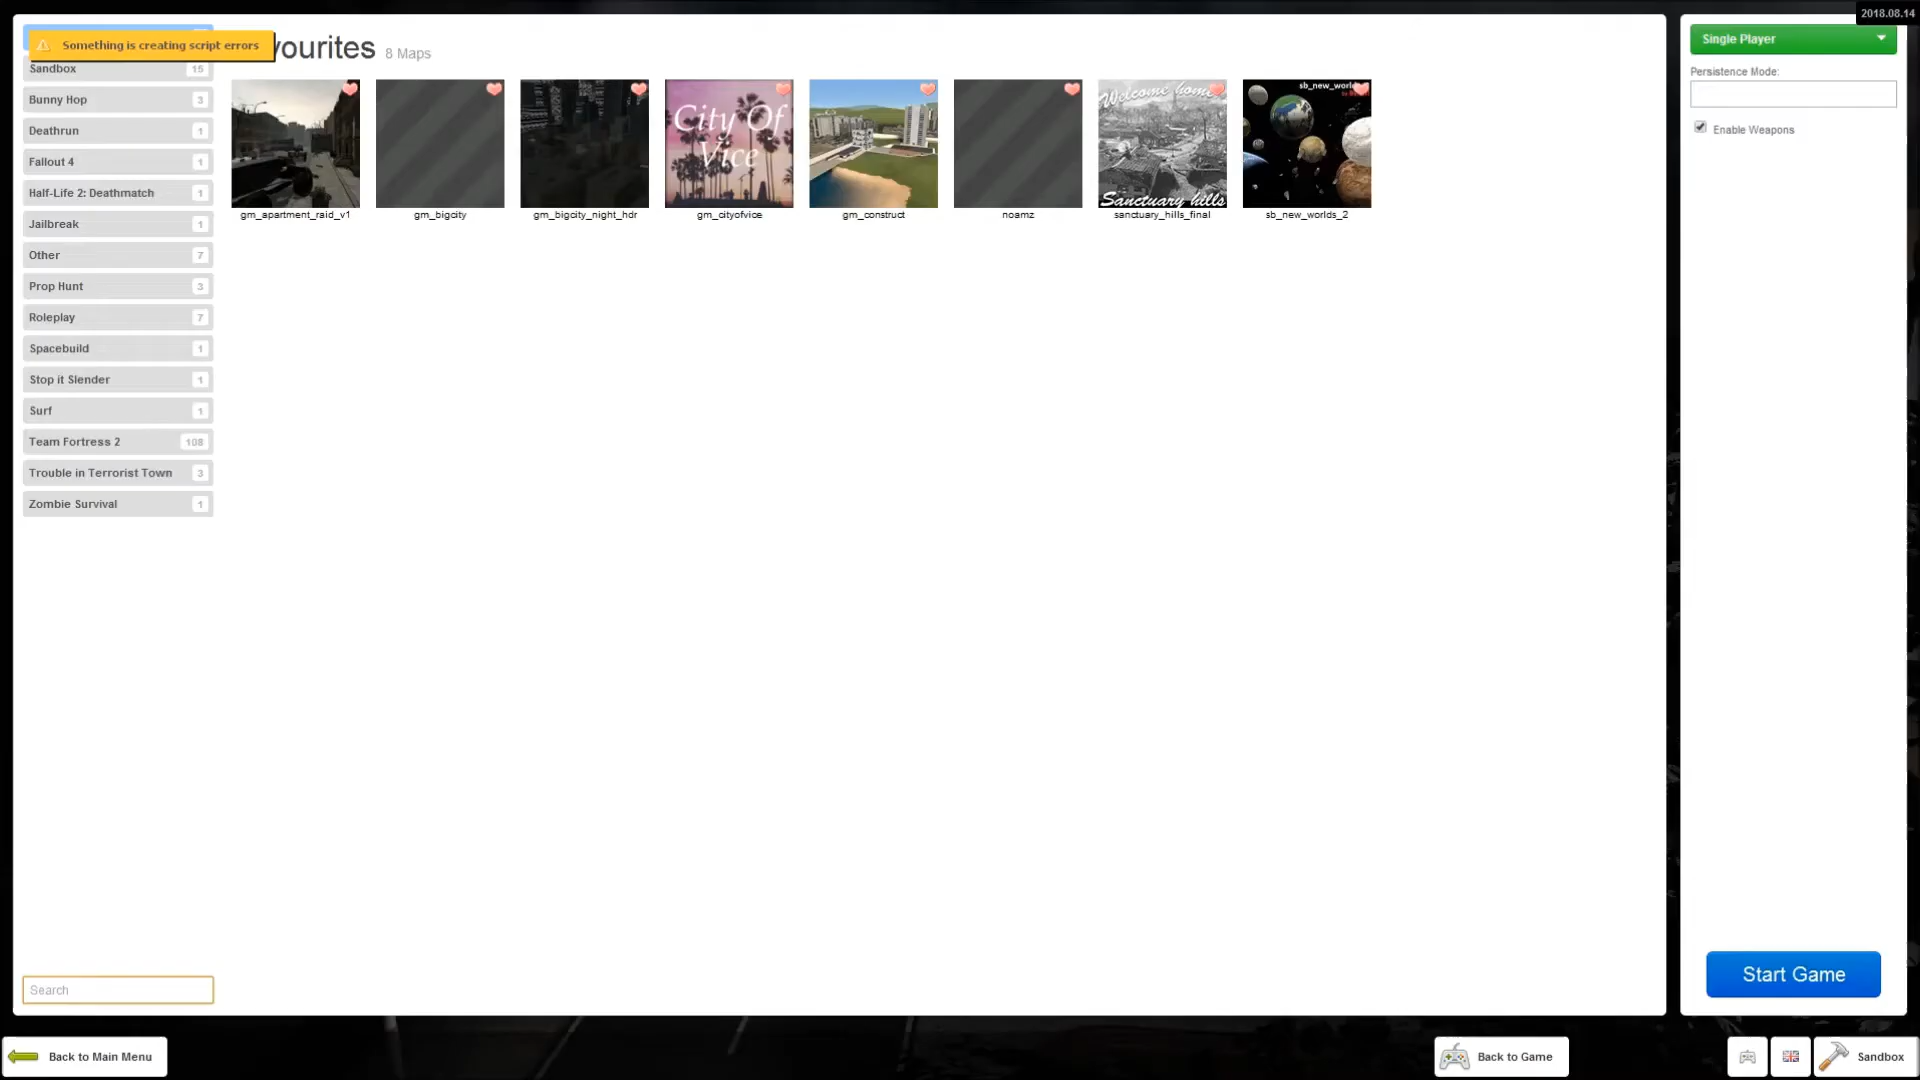 2018.08.14
Something is creating script errors
vourites 8 Maps
Sandbox 15
Bunny Hop 3
Deathrun 1
Fallout 4 1
Half-Life 2: Deathmatch 1
Jailbreak 1
Other 7
Prop Hunt 3
Roleplay 7
Spacebuild 1
Stop it Slender 1
Surf 1
Team Fortress 2 108
Trouble in Terrorist Town 3
Zombie Survival 1
Search
City Of
Vice
Welcome home
Sanctuary hills
gm_apartment_raid_v1
gm_bigcity
gm_bigcity_night_hdr
gm_cityofvice
gm_construct
noamz
sanctuary_hills_final
sb_new_worlds_2
Single Player
Persistence Mode:
Enable Weapons
Start Game
Back to Main Menu
Back to Game
Sandbox